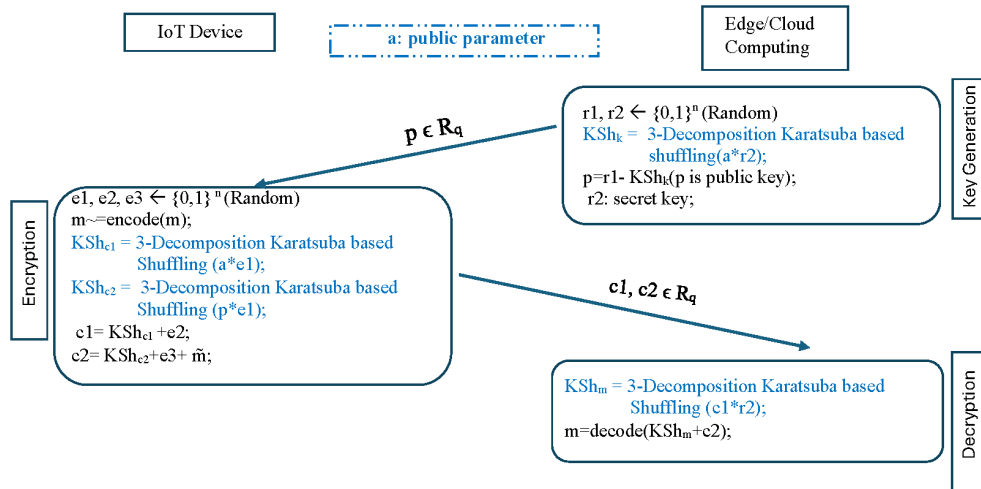 IoT Device
a: public parameter
Edge/Cloud
Computing
r1, r2 ← {0,1}ⁿ (Random)
KShₖ = 3-Decomposition Karatsuba based
shuffling(a*r2);
p=r1- KShₖ(p is public key);
r2: secret key;
Key Generation
p ϵ R_q
Encryption
e1, e2, e3 ← {0,1} ⁿ (Random)
m~=encode(m);
KSh_c1 = 3-Decomposition Karatsuba based
Shuffling (a*e1);
KSh_c2 = 3-Decomposition Karatsuba based
Shuffling (p*e1);
c1= KSh_c1 +e2;
c2= KSh_c2+e3+ m̃;
c1, c2 ϵ R_q
KShₘ = 3-Decomposition Karatsuba based
Shuffling (c1*r2);
m=decode(KShₘ+c2);
Decryption